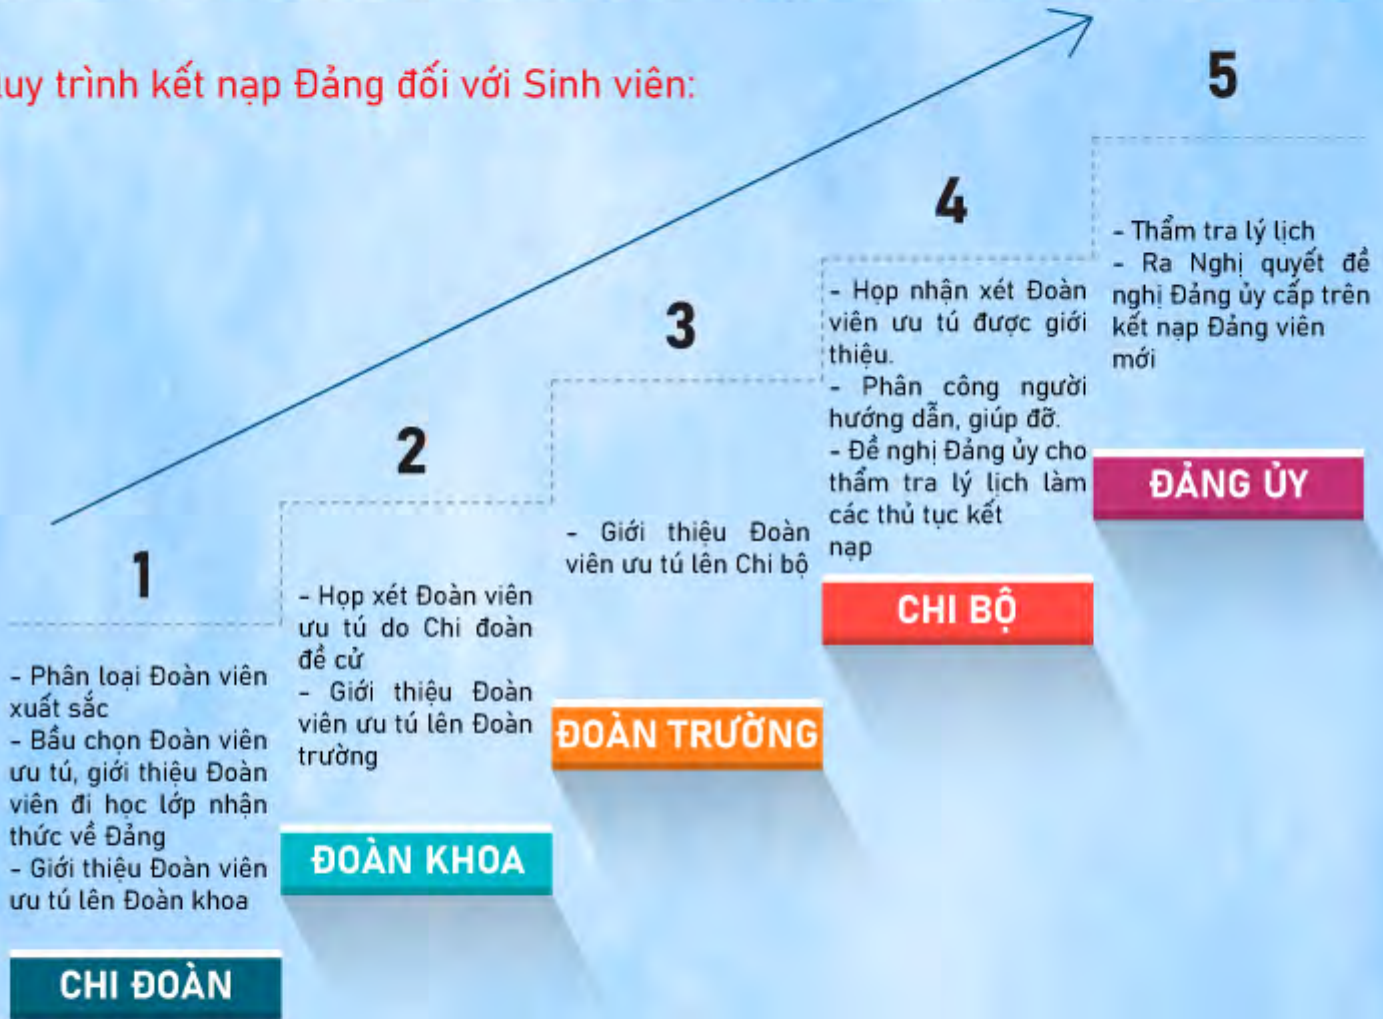 uy trình kết nạp Đảng đối với Sinh viên:
1
- Phân loại Đoàn viên
xuất sắc
- Bầu chọn Đoàn viên
ưu tú, giới thiệu Đoàn
viên đi học lớp nhận
thức về Đảng
- Giới thiệu Đoàn viên
ưu tú lên Đoàn khoa
CHI ĐOÀN
2
- Họp xét Đoàn viên
ưu tú do Chi đoàn
đề cử
- Giới thiệu Đoàn
viên ưu tú lên Đoàn
trường
ĐOÀN KHOA
3
- Giới thiệu Đoàn
viên ưu tú lên Chi bộ
ĐOÀN TRƯỜNG
4
- Họp nhận xét Đoàn
viên ưu tú được giới
thiệu.
- Phân công người
hướng dẫn, giúp đỡ.
- Đề nghị Đảng ủy cho
thẩm tra lý lịch làm
các thủ tục kết
nạp
CHI BỘ
5
- Thẩm tra lý lịch
- Ra Nghị quyết đề
nghị Đảng ủy cấp trên
kết nạp Đảng viên
mới
ĐẢNG ỦY